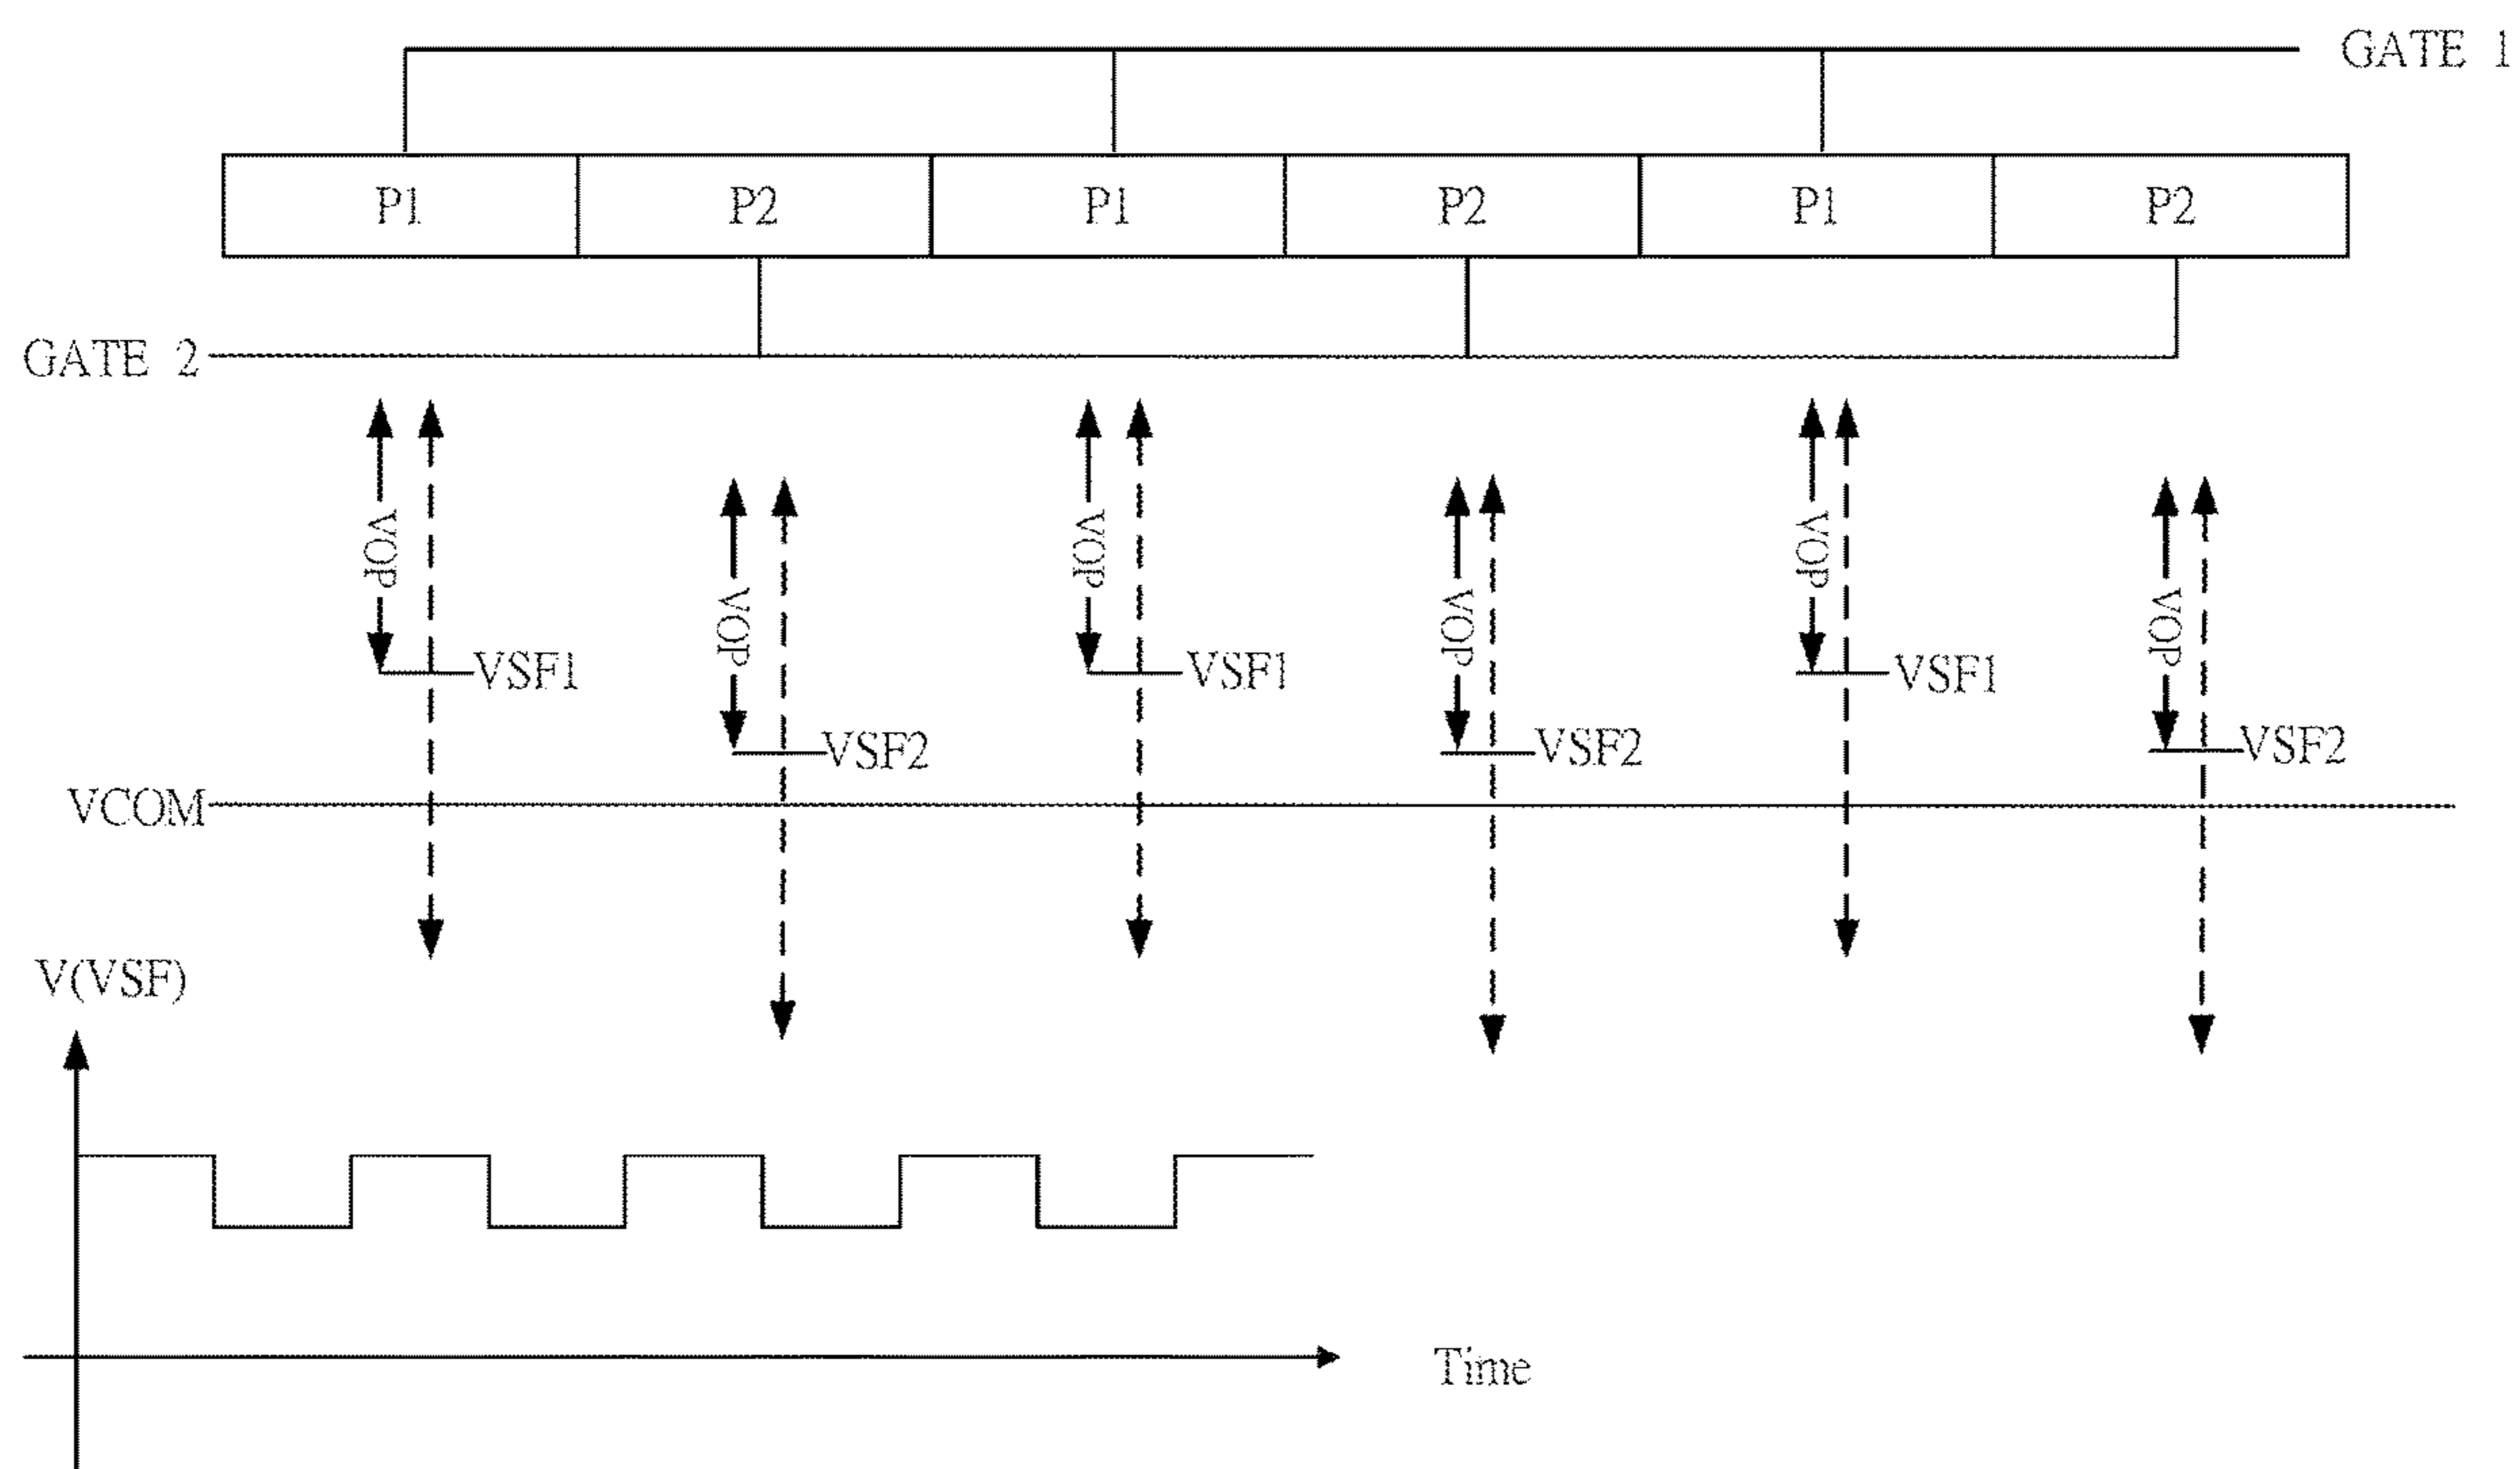 GATE 1
P1 P2 P1 P2 P1 P2
GATE 2
VOP VOP VOP VOP VOP VOP
VSF1 VSF1 VSF1
VSF2 VSF2 VSF2
VCOM
V(VSF)
Time